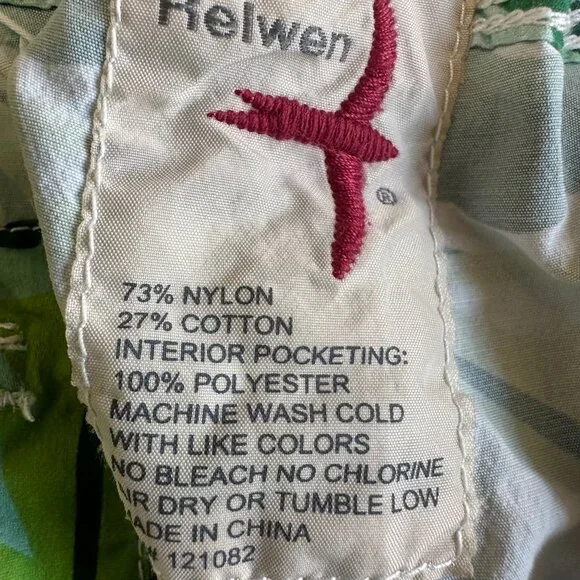 Relwen
®
73% NYLON
27% COTTON
INTERIOR POCKETING:
100% POLYESTER
MACHINE WASH COLD
WITH LIKE COLORS
NO BLEACH NO CHLORINE
AIR DRY OR TUMBLE LOW
MADE IN CHINA
# 121082